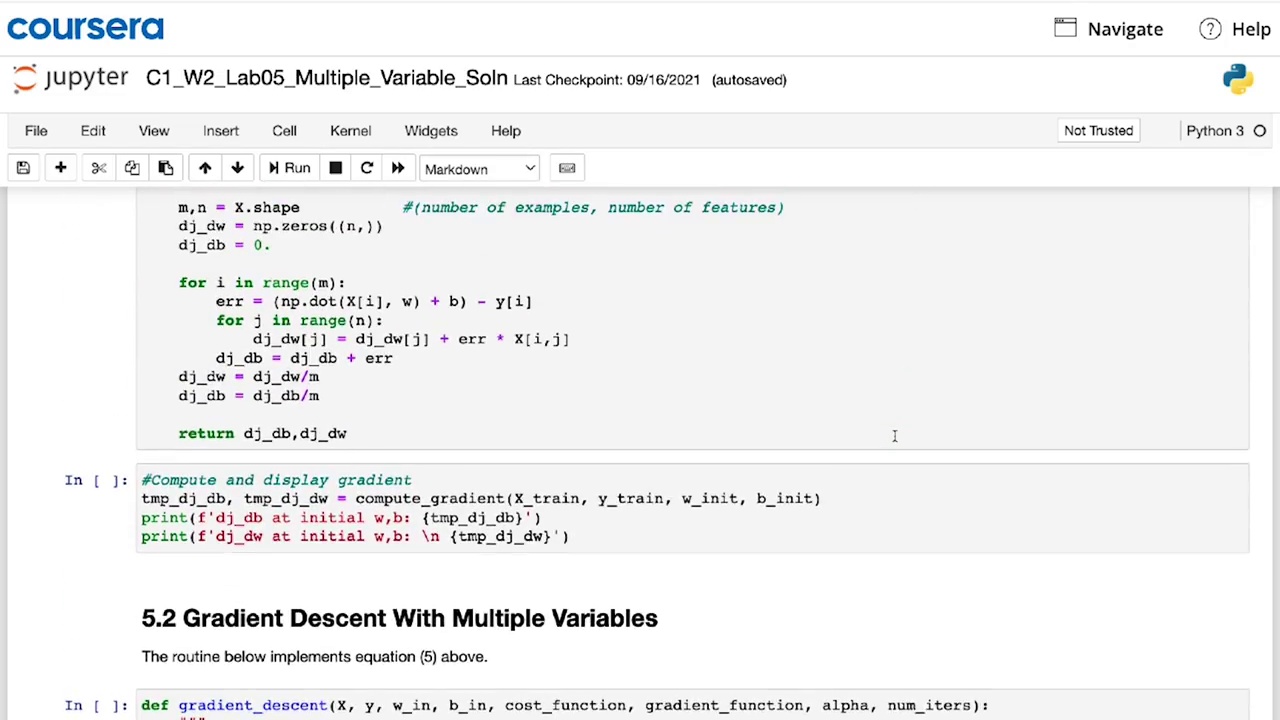 coursera
Navigate
Help
jupyter C1_W2_Lab05_Multiple_Variable_Soln Last Checkpoint: 09/16/2021 (autosaved)
File Edit View Insert Cell Kernel Widgets Help Not Trusted Python 3
Run Markdown
m,n = X.shape #(number of examples, number of features)
dj_dw = np.zeros((n,))
dj_db = 0.
for i in range(m):
err = (np.dot(X[i], w) + b) - y[i]
for j in range(n):
dj_dw[j] = dj_dw[j] + err * X[i,j]
dj_db = dj_db + err
dj_dw = dj_dw/m
dj_db = dj_db/m
return dj_db,dj_dw
In [ ]: #Compute and display gradient
tmp_dj_db, tmp_dj_dw = compute_gradient(X_train, y_train, w_init, b_init)
print(f'dj_db at initial w,b: {tmp_dj_db}')
print(f'dj_dw at initial w,b: \n {tmp_dj_dw}')
5.2 Gradient Descent With Multiple Variables
The routine below implements equation (5) above.
In [ ]: def gradient_descent(X, y, w_in, b_in, cost_function, gradient_function, alpha, num_iters):
"""